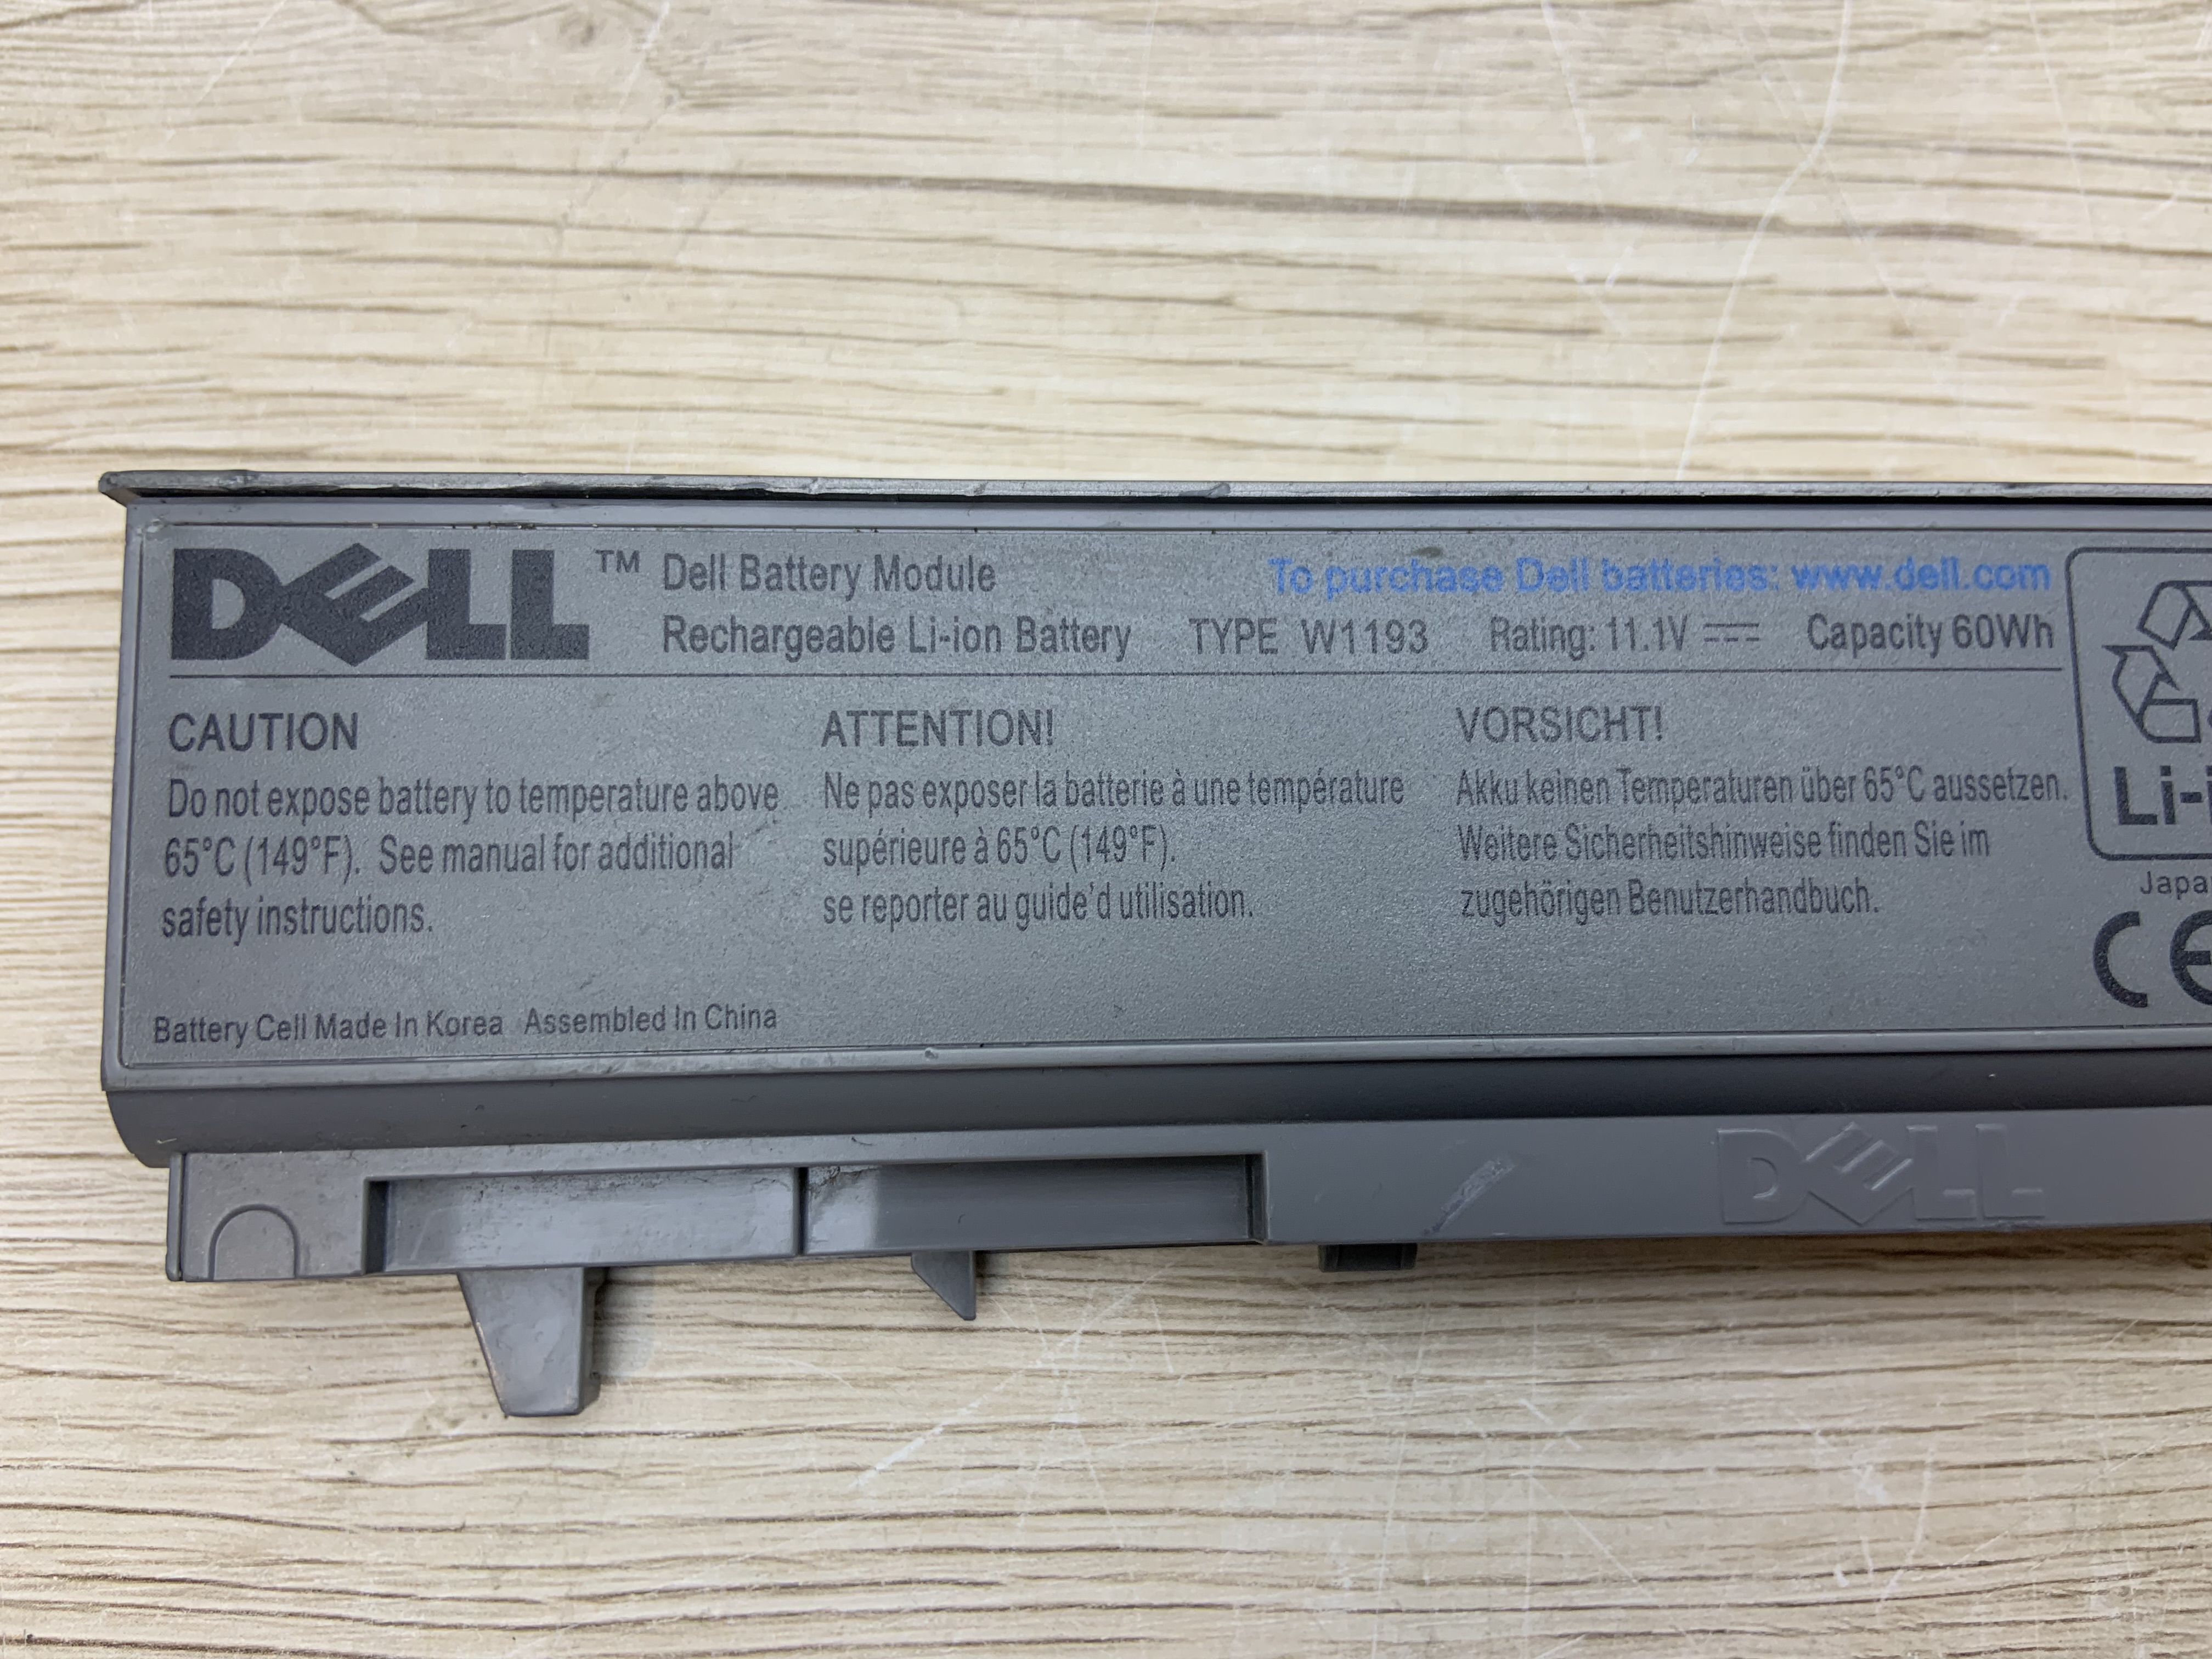 DELL™ Dell Battery Module To purchase Dell batteries: www.dell.com
Rechargeable Li-ion Battery TYPE W1193 Rating: 11.1V Capacity 60Wh
CAUTION
Do not expose battery to temperature above
65°C (149°F). See manual for additional
safety instructions.
ATTENTION!
Ne pas exposer la batterie à une température
supérieure à 65°C (149°F).
se reporter au guide'd utilisation.
VORSICHT!
Akku keinen Temperaturen über 65°C aussetzen.
Weitere Sicherheitshinweise finden Sie im
zugehörigen Benutzerhandbuch.
Battery Cell Made In Korea Assembled In China
CE
DELL